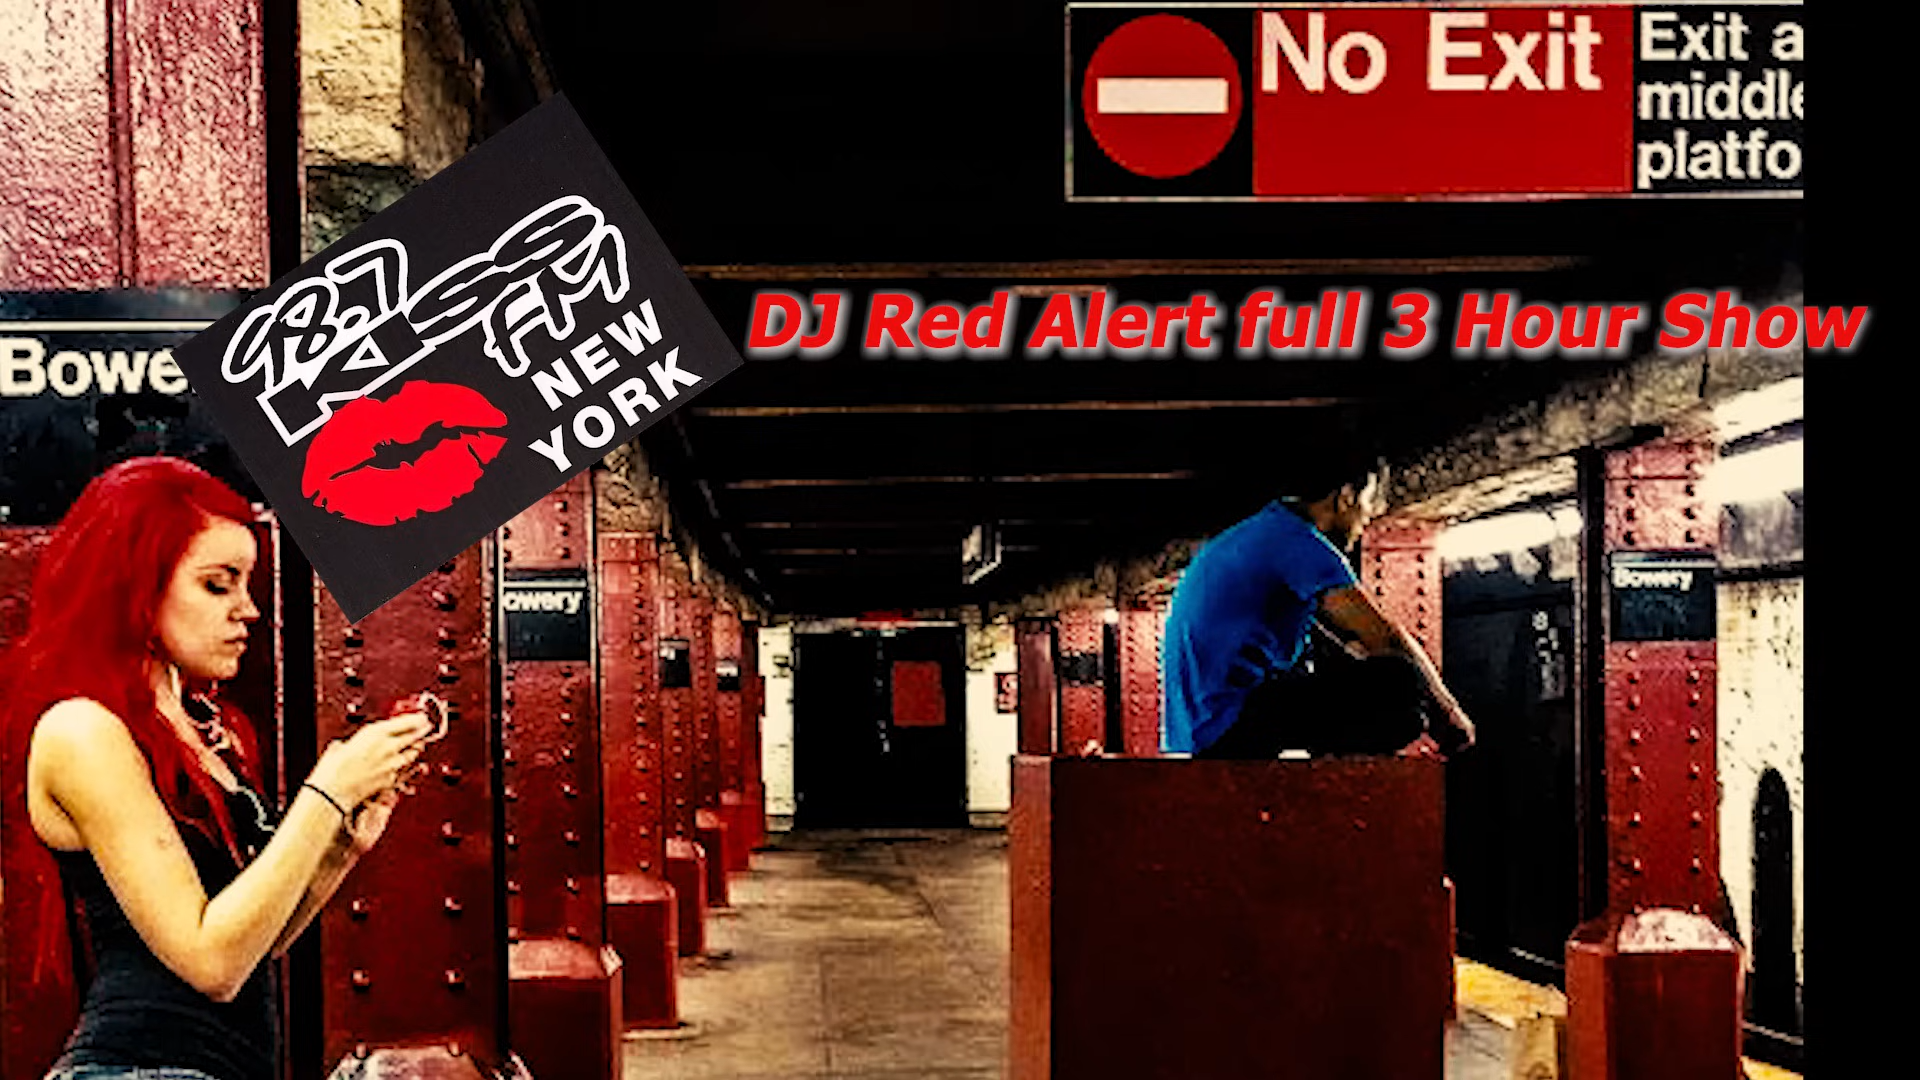 No Exit
Exit a
middle
platfo
98.7
KISS
FM
NEW
YORK
DJ Red Alert full 3 Hour Show
Bowe
owery
Bowery